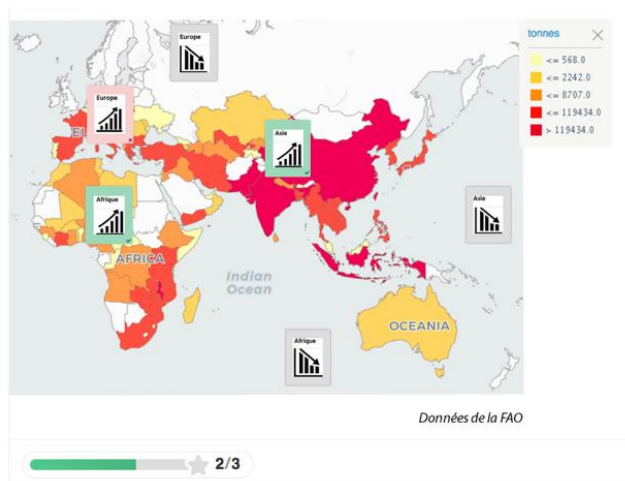 tonnes
<= 568.0
<= 2242.0
<= 8707.0
<= 119434.0
> 119434.0
Europe
Europe
Asie
Afrique
Asie
AFRICA
Indian
Ocean
OCEANIA
Afrique
Données de la FAO
2/3